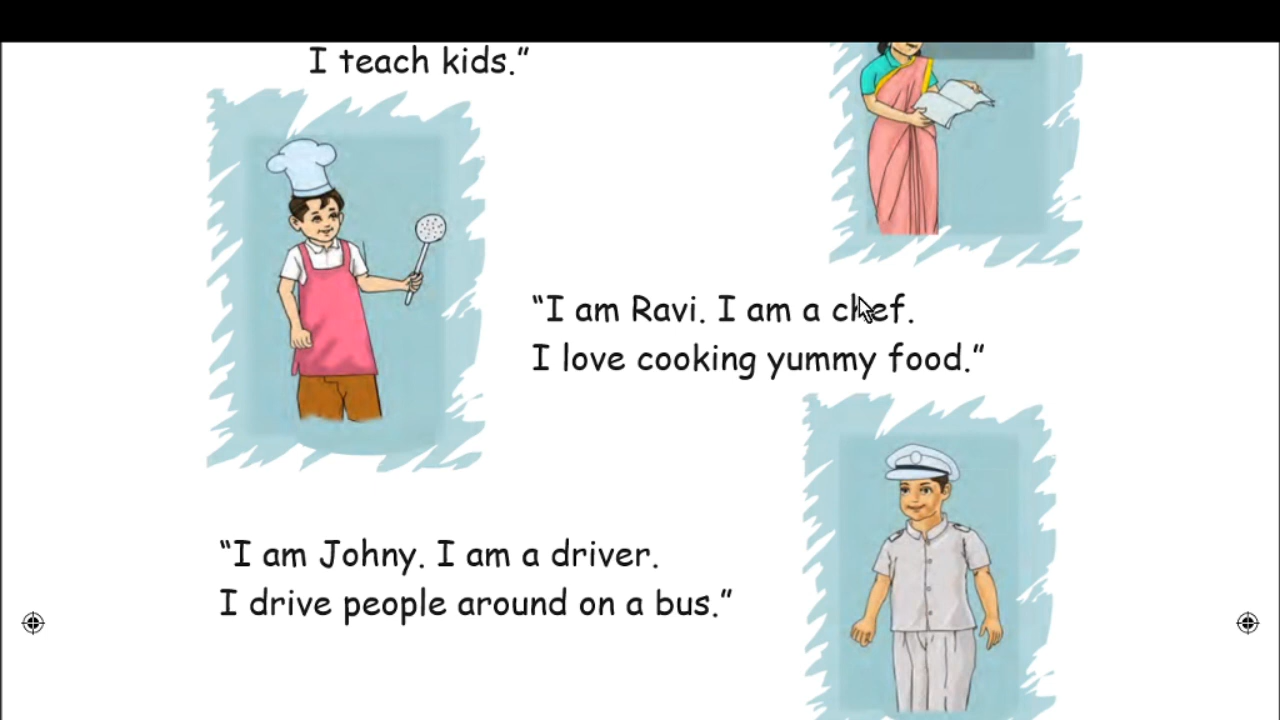 I teach kids.”
“I am Ravi. I am a chef.
I love cooking yummy food.”
“I am Johny. I am a driver.
I drive people around on a bus.”